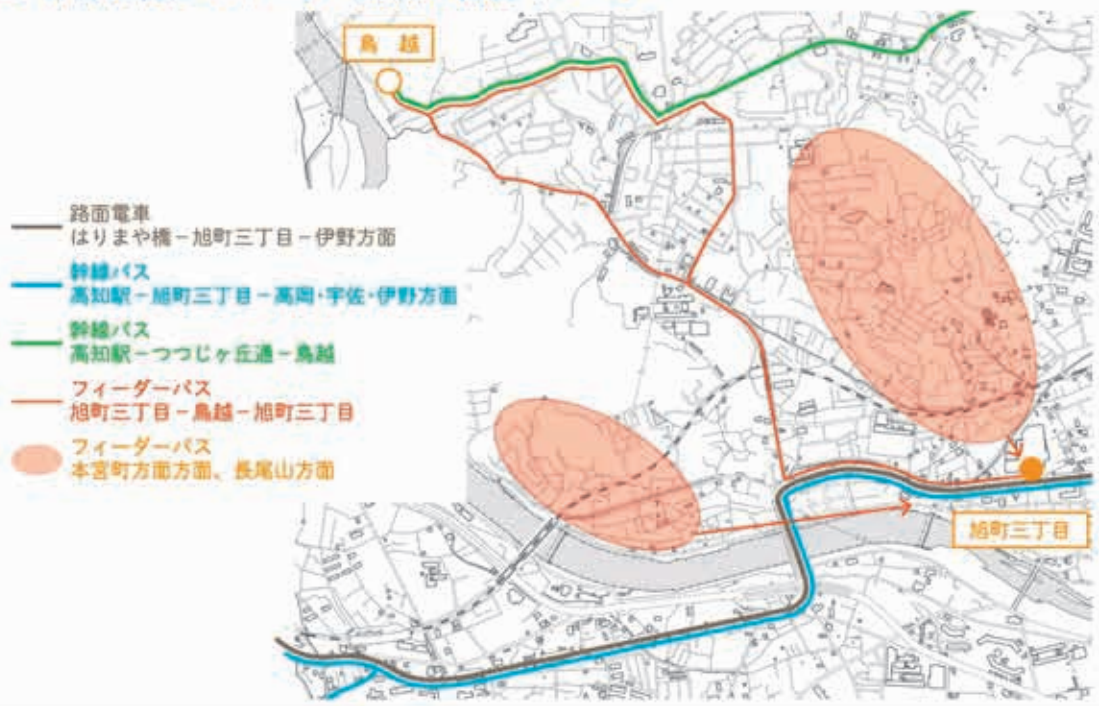 鳥越
路面電車
はりまや橋－旭町三丁目－伊野方面
幹線バス
高知駅－旭町三丁目－高岡・宇佐・伊野方面
幹線バス
高知駅－つつじヶ丘通－鳥越
フィーダーバス
旭町三丁目－鳥越－旭町三丁目
フィーダーバス
本宮町方面方面、長尾山方面
旭町三丁目